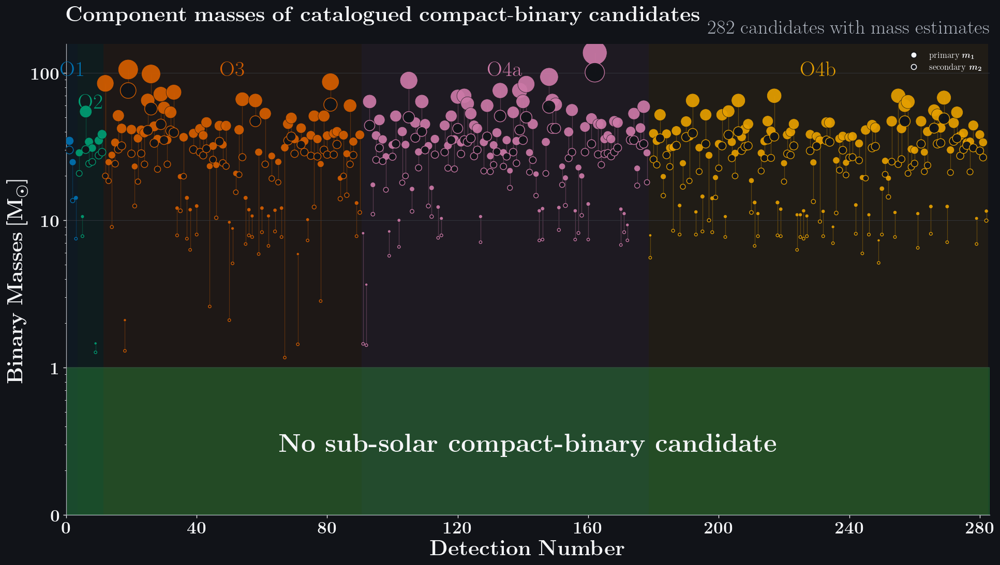 Component masses of catalogued compact-binary candidates
282 candidates with mass estimates
O1
O2
O3
O4a
O4b
primary m₁
secondary m₂
Binary Masses [M⊙]
100
10
1
0
No sub-solar compact-binary candidate
0 40 80 120 160 200 240 280
Detection Number